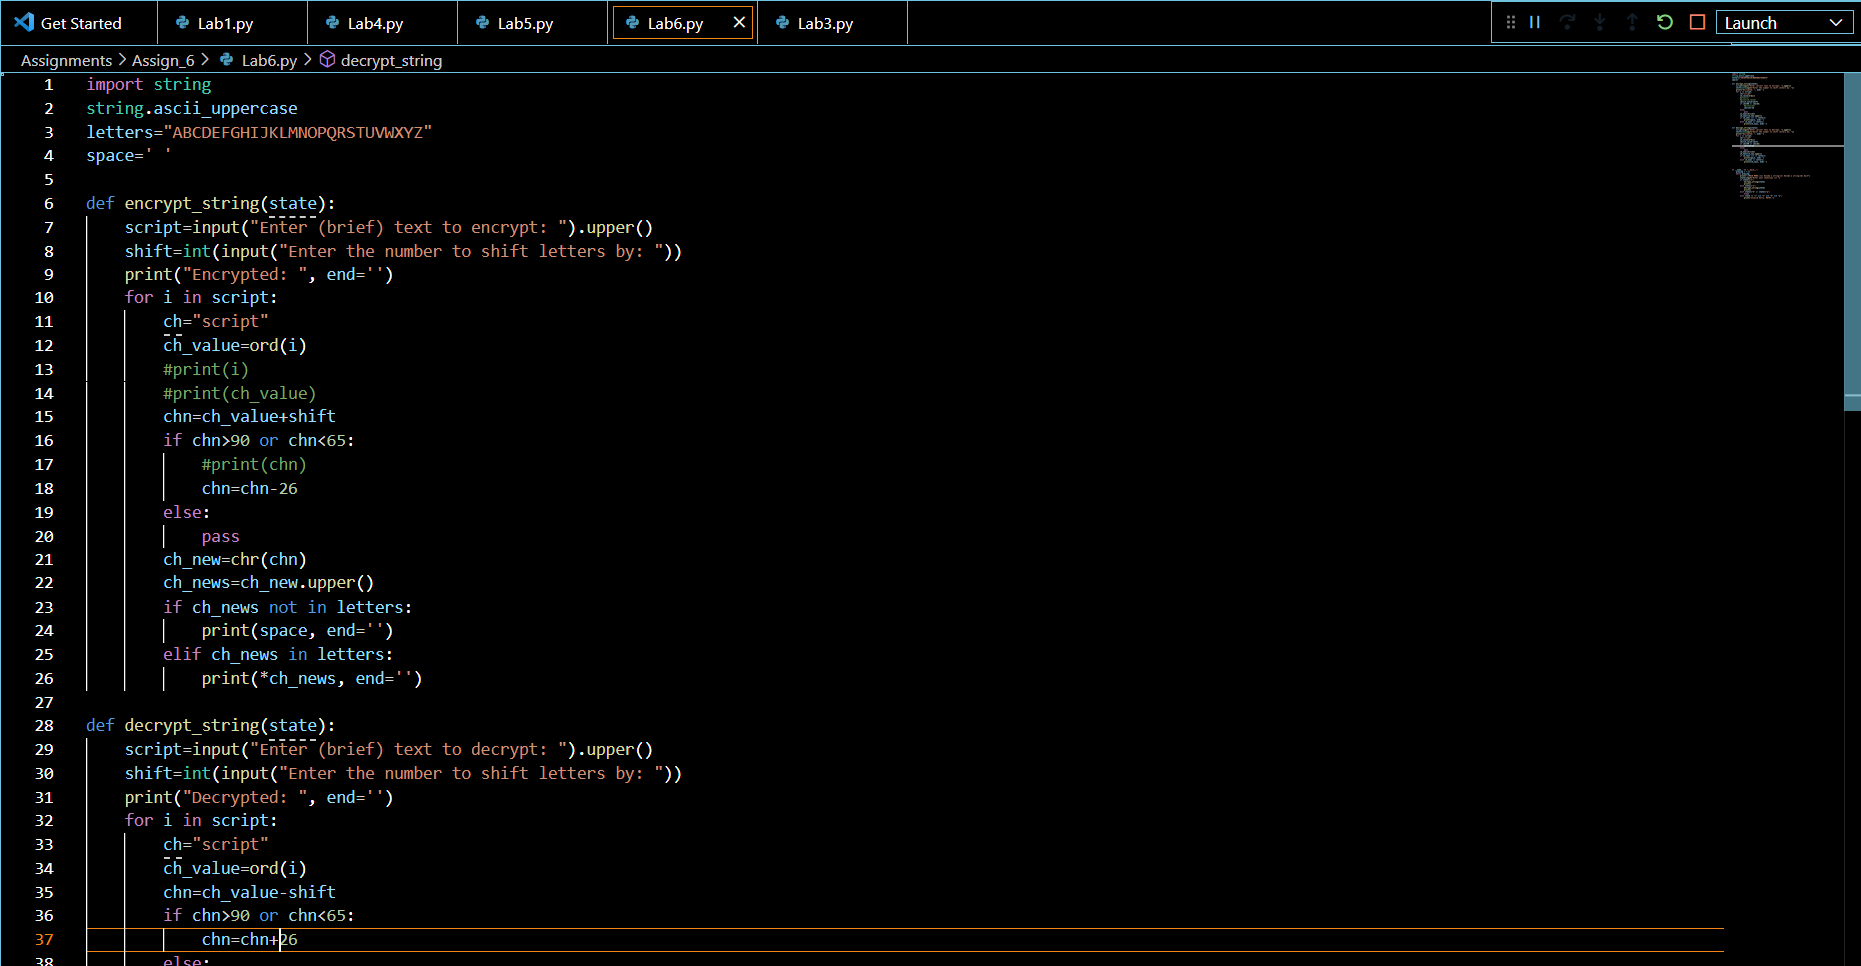 Get Started Lab1.py Lab4.py Lab5.py Lab6.py Lab3.py Launch
Assignments > Assign_6 > Lab6.py > decrypt_string
1 import string
2 string.ascii_uppercase
3 letters="ABCDEFGHIJKLMNOPQRSTUVWXYZ"
4 space=' '
5
6 def encrypt_string(state):
7 script=input("Enter (brief) text to encrypt: ").upper()
8 shift=int(input("Enter the number to shift letters by: "))
9 print("Encrypted: ", end='')
10 for i in script:
11 ch="script"
12 ch_value=ord(i)
13 #print(i)
14 #print(ch_value)
15 chn=ch_value+shift
16 if chn>90 or chn<65:
17 #print(chn)
18 chn=chn-26
19 else:
20 pass
21 ch_new=chr(chn)
22 ch_news=ch_new.upper()
23 if ch_news not in letters:
24 print(space, end='')
25 elif ch_news in letters:
26 print(*ch_news, end='')
27
28 def decrypt_string(state):
29 script=input("Enter (brief) text to decrypt: ").upper()
30 shift=int(input("Enter the number to shift letters by: "))
31 print("Decrypted: ", end='')
32 for i in script:
33 ch="script"
34 ch_value=ord(i)
35 chn=ch_value-shift
36 if chn>90 or chn<65:
37 chn=chn+26
38 else: